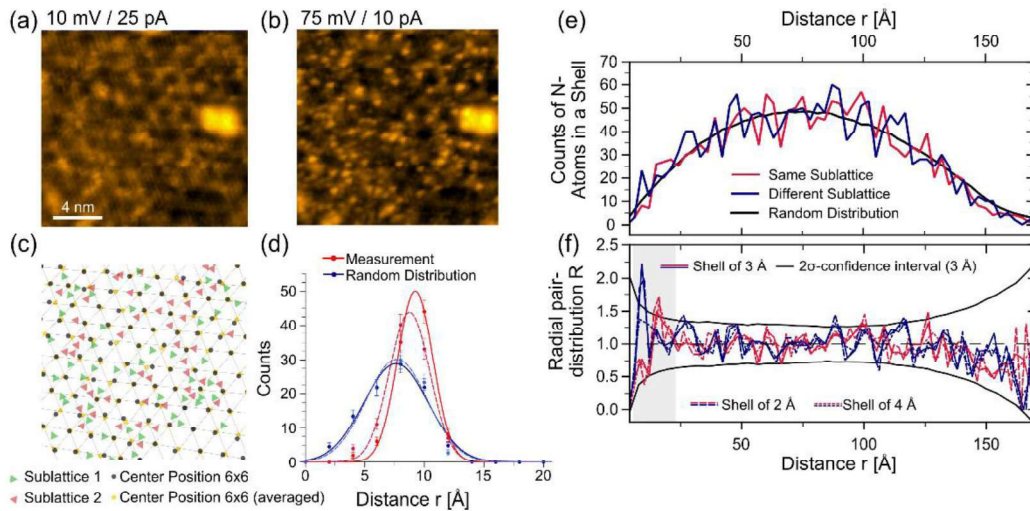 (a) 10 mV / 25 pA
(b) 75 mV / 10 pA
4 nm
(c)
Sublattice 1
Center Position 6x6
Sublattice 2
Center Position 6x6 (averaged)
(d)
Measurement
Random Distribution
50
40
30
20
10
0
Counts
0 5 10 15 20
Distance r [Å]
(e)
Distance r [Å]
50 100 150
70
60
50
40
30
20
10
0
Counts of N-
Atoms in a Shell
Same Sublattice
Different Sublattice
Random Distribution
(f)
2.5
2.0
1.5
1.0
0.5
0.0
Radial pair-
distribution R
Shell of 3 Å
2σ-confidence interval (3 Å)
Shell of 2 Å
Shell of 4 Å
50 100 150
Distance r [Å]